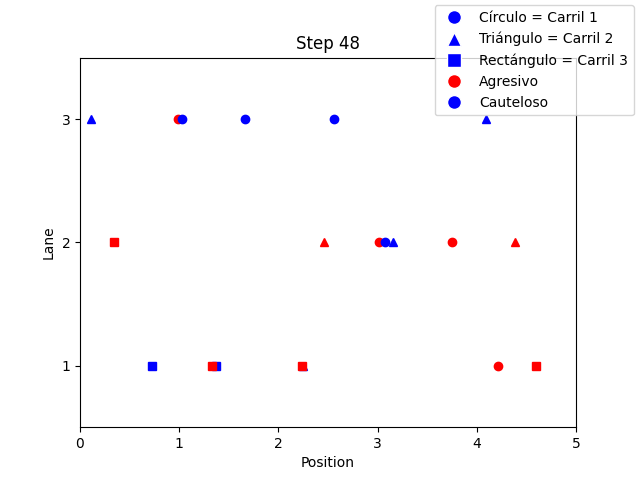 Step 48
Círculo = Carril 1
Triángulo = Carril 2
Rectángulo = Carril 3
Agresivo
Cauteloso
Lane
3
2
1
0 1 2 3 4 5
Position